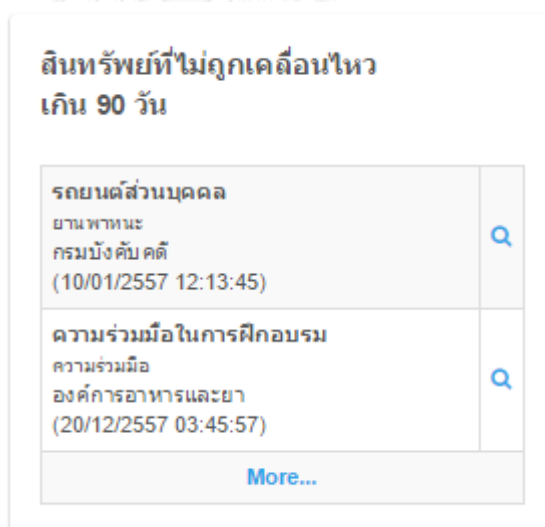 สินทรัพย์ที่ไม่ถูกเคลื่อนไหว
เกิน 90 วัน
รถยนต์ส่วนบุคคล
ยานพาหนะ
กรมบังคับคดี
(10/01/2557 12:13:45)
ความร่วมมือในการฝึกอบรม
ความร่วมมือ
องค์การอาหารและยา
(20/12/2557 03:45:57)
More...